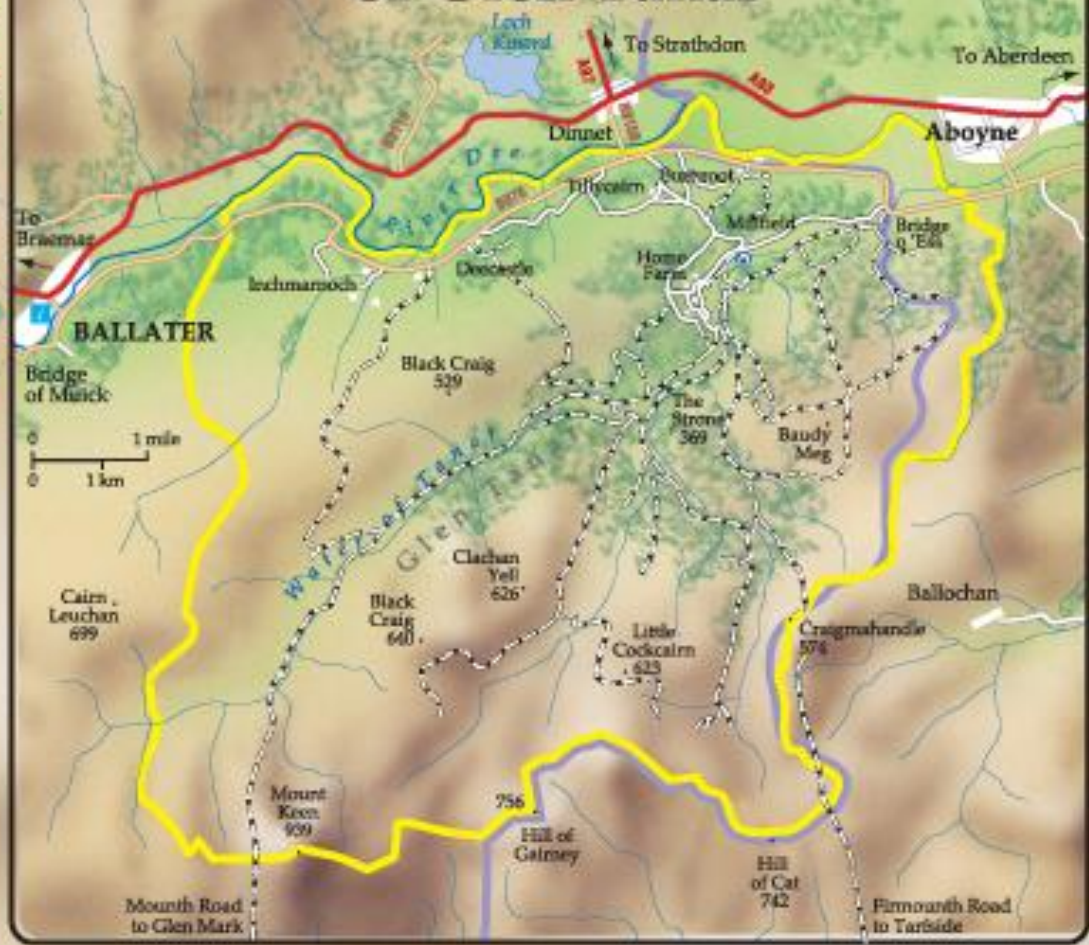 Loch
Kinord
To Strathdon
To Aberdeen
A97
A93
Dinnet
Aboyne
River Dee
Tillycairn
Burnroot
To
Braemar
Millfield
Bridge
o 'Ess
Home
Farm
Inchmarnoch
Deecastle
i
BALLATER
Bridge
of Muick
Black Craig
529
The
Strone
369
Baudy
Meg
0
1 mile
0
1 km
Water of Tanar
Glen Tanar
Clachan
Yell
626
Cairn
Leuchan
699
Black
Craig
640
Little
Cockcairn
623
Ballochan
Craigmahandle
574
Mount
Keen
939
756
Hill of
Gairney
Hill
of Cat
742
Mounth Road
to Glen Mark
Firmounth Road
to Tarfside